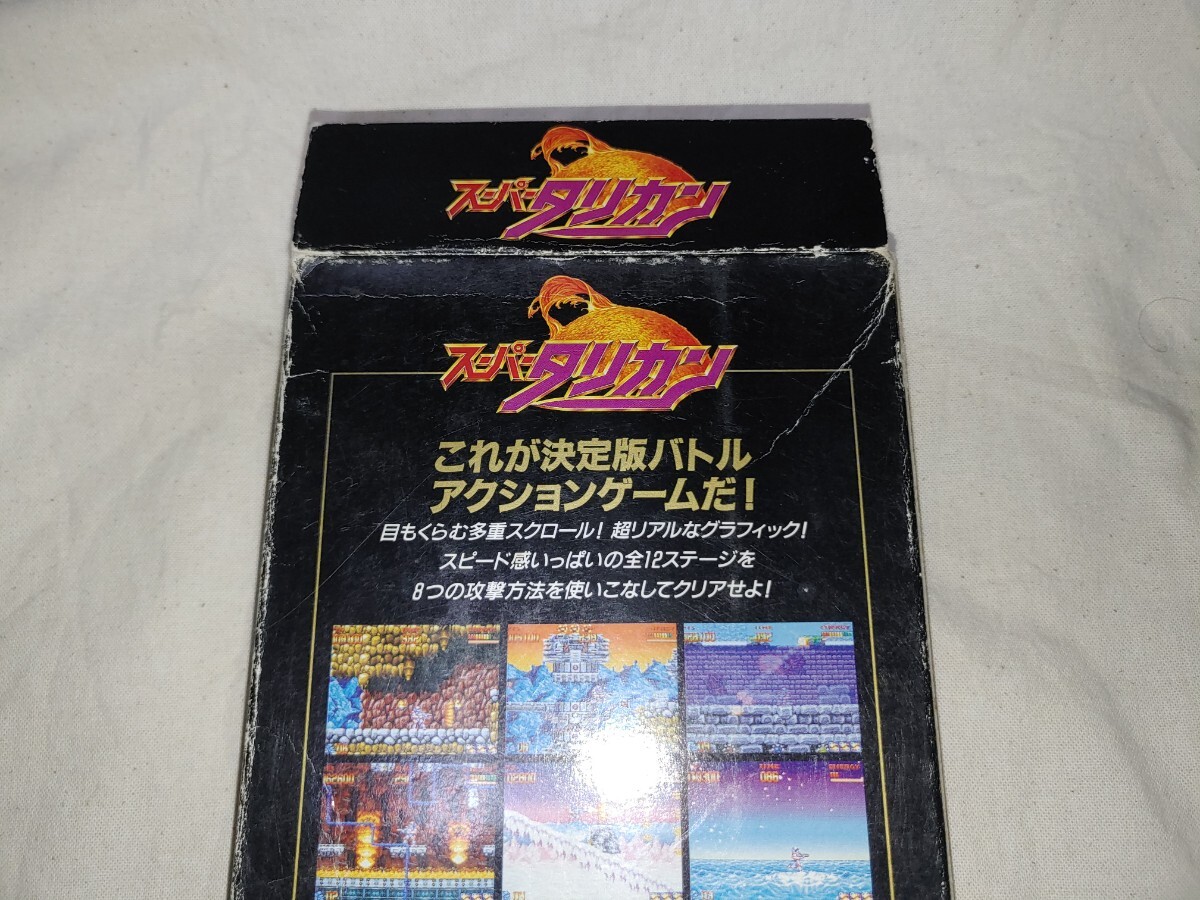 スーパータリカン
スーパータリカン
これが決定版バトル
アクションゲームだ!
目もくらむ多重スクロール! 超リアルなグラフィック!
スピード感いっぱいの全12ステージを
8つの攻撃方法を使いこなしてクリアせよ!
TIME
086